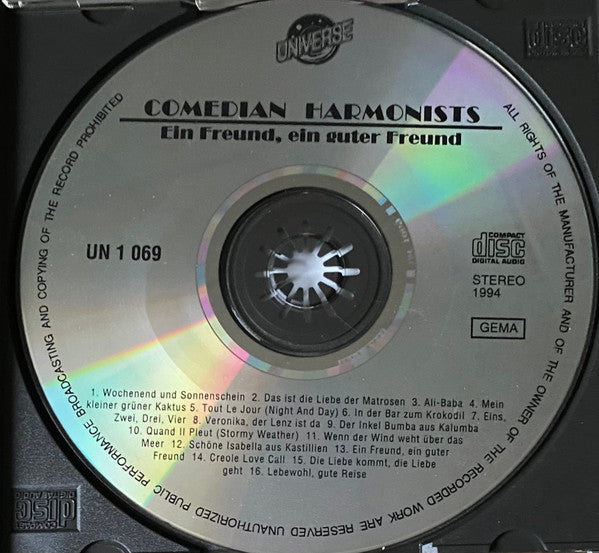 UNIVERSE
COMEDIAN HARMONISTS
Ein Freund, ein guter Freund
UN 1 069
COMPACT
disc
DIGITAL AUDIO
STEREO
1994
GEMA
1. Wochenend und Sonnenschein 2. Das ist die Liebe der Matrosen 3. Ali-Baba 4. Mein
kleiner grüner Kaktus 5. Tout Le Jour (Night And Day) 6. In der Bar zum Krokodil 7. Eins,
Zwei, Drei, Vier 8. Veronika, der Lenz ist da 9. Der Inkel Bumba aus Kalumba
10. Quand Il Pleut (Stormy Weather) 11. Wenn der Wind weht über das
Meer 12. Schöne Isabella aus Kastillien 13. Ein Freund, ein guter
Freund 14. Creole Love Call 15. Die Liebe kommt, die Liebe
geht 16. Lebewohl, gute Reise
ALL RIGHTS OF THE MANUFACTURER AND OF THE OWNER OF THE RECORDED WORK ARE RESERVED UNAUTHORIZED PUBLIC PERFORMANCE BROADCASTING AND COPYING OF THE RECORD PROHIBITED
COMPACT
disc
DIGITAL AUDIO